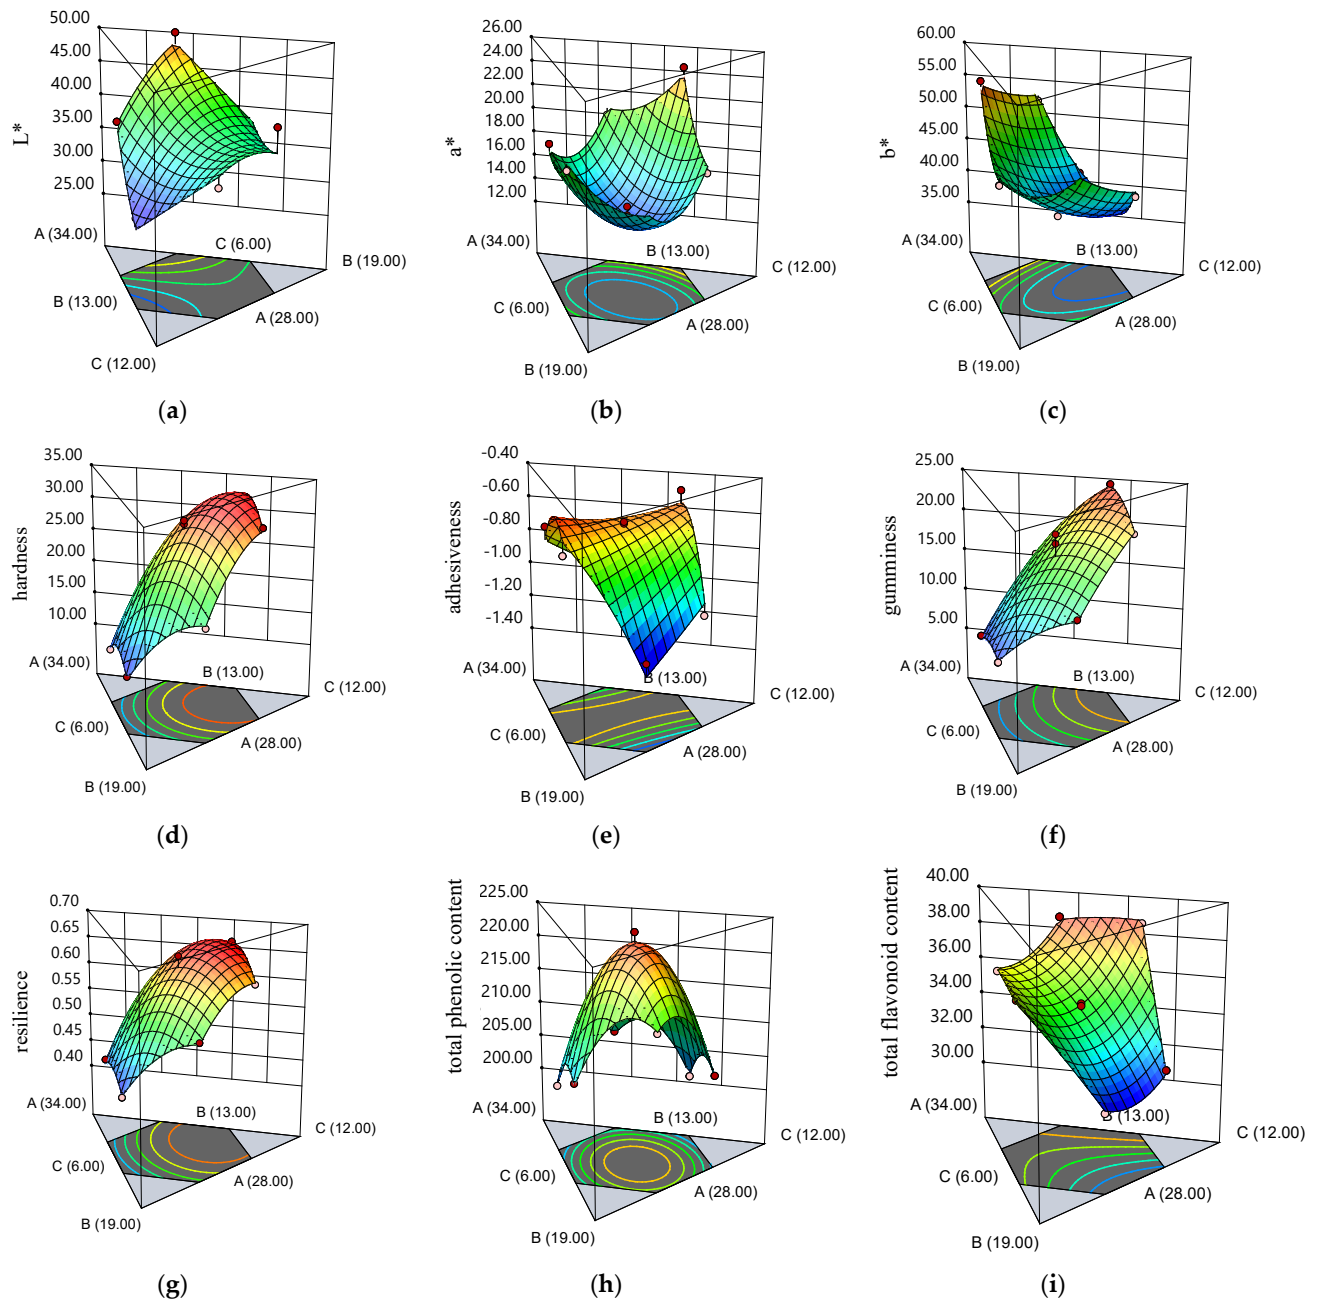 50.00
45.00
40.00
35.00
30.00
25.00
L*
A (34.00)
B (13.00)
C (12.00)
C (6.00)
A (28.00)
B (19.00)
(a)
26.00
24.00
22.00
20.00
18.00
16.00
14.00
12.00
a*
A (34.00)
C (6.00)
B (19.00)
B (13.00)
A (28.00)
C (12.00)
(b)
60.00
55.00
50.00
45.00
40.00
35.00
b*
A (34.00)
C (6.00)
B (19.00)
B (13.00)
A (28.00)
C (12.00)
(c)
35.00
30.00
25.00
20.00
15.00
10.00
hardness
A (34.00)
C (6.00)
B (19.00)
B (13.00)
A (28.00)
C (12.00)
(d)
-0.40
-0.60
-0.80
-1.00
-1.20
-1.40
adhesiveness
A (34.00)
C (6.00)
B (19.00)
B (13.00)
A (28.00)
C (12.00)
(e)
25.00
20.00
15.00
10.00
5.00
gumminess
A (34.00)
C (6.00)
B (19.00)
B (13.00)
A (28.00)
C (12.00)
(f)
0.70
0.65
0.60
0.55
0.50
0.45
0.40
resilience
A (34.00)
C (6.00)
B (19.00)
B (13.00)
A (28.00)
C (12.00)
(g)
225.00
220.00
215.00
210.00
205.00
200.00
total phenolic content
A (34.00)
C (6.00)
B (19.00)
B (13.00)
A (28.00)
C (12.00)
(h)
40.00
38.00
36.00
34.00
32.00
30.00
total flavonoid content
A (34.00)
C (6.00)
B (19.00)
B (13.00)
A (28.00)
C (12.00)
(i)